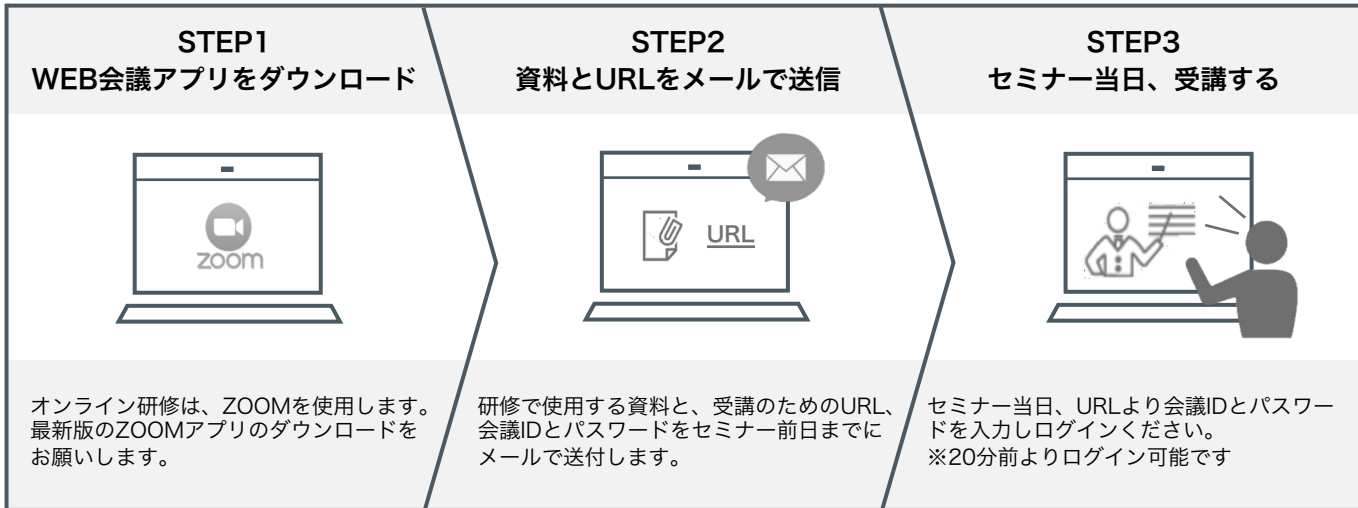 STEP1
WEB会議アプリをダウンロード
zoom
オンライン研修は、ZOOMを使用します。
最新版のZOOMアプリのダウンロードを
お願いします。
STEP2
資料とURLをメールで送信
URL
研修で使用する資料と、受講のためのURL、
会議IDとパスワードをセミナー前日までに
メールで送付します。
STEP3
セミナー当日、受講する
セミナー当日、URLより会議IDとパスワー
ドを入力しログインください。
※20分前よりログイン可能です